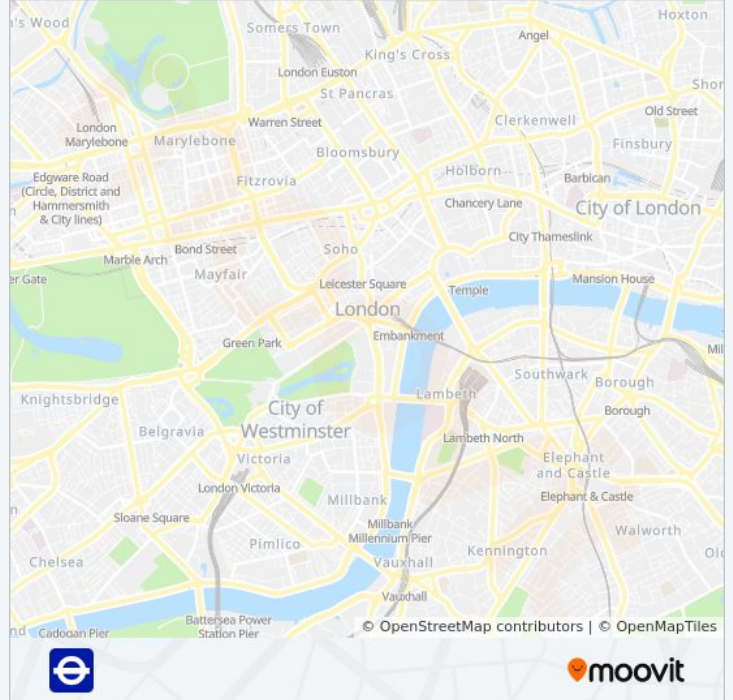 's Wood
Hoxton
Somers Town
Angel
King's Cross
London Euston
St Pancras
Shor
Old Street
Warren Street
Clerkenwell
London
Marylebone
Marylebone
Finsbury
Bloomsbury
Holborn
Edgware Road
(Circle, District and
Hammersmith
& City lines)
Fitzrovia
Barbican
Chancery Lane
City of London
n
City Thameslink
Bond Street
Soho
Marble Arch
Mayfair
er Gate
Leicester Square
Temple
Mansion House
London
Green Park
Embankment
Mil
Southwark
Borough
Knightsbridge
Lambeth
City of
Westminster
Borough
Belgravia
Lambeth North
Victoria
Elephant
and Castle
London Victoria
Millbank
Elephant & Castle
n
Sloane Square
Millbank
Millennium Pier
Walworth
Pimlico
Kennington
Olc
Chelsea
Vauxhall
Vauxhall
Battersea Power
Station Pier
nd
Cadogan Pier
© OpenStreetMap contributors | © OpenMapTiles
moovit